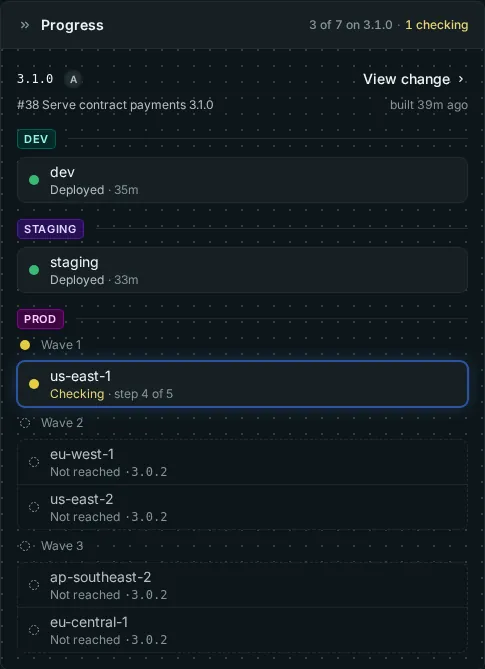 » Progress 3 of 7 on 3.1.0 · 1 checking
3.1.0 A View change ›
#38 Serve contract payments 3.1.0 built 39m ago
DEV
dev
Deployed · 35m
STAGING
staging
Deployed · 33m
PROD
Wave 1
us-east-1
Checking · step 4 of 5
Wave 2
eu-west-1
Not reached ·3.0.2
us-east-2
Not reached ·3.0.2
Wave 3
ap-southeast-2
Not reached ·3.0.2
eu-central-1
Not reached ·3.0.2